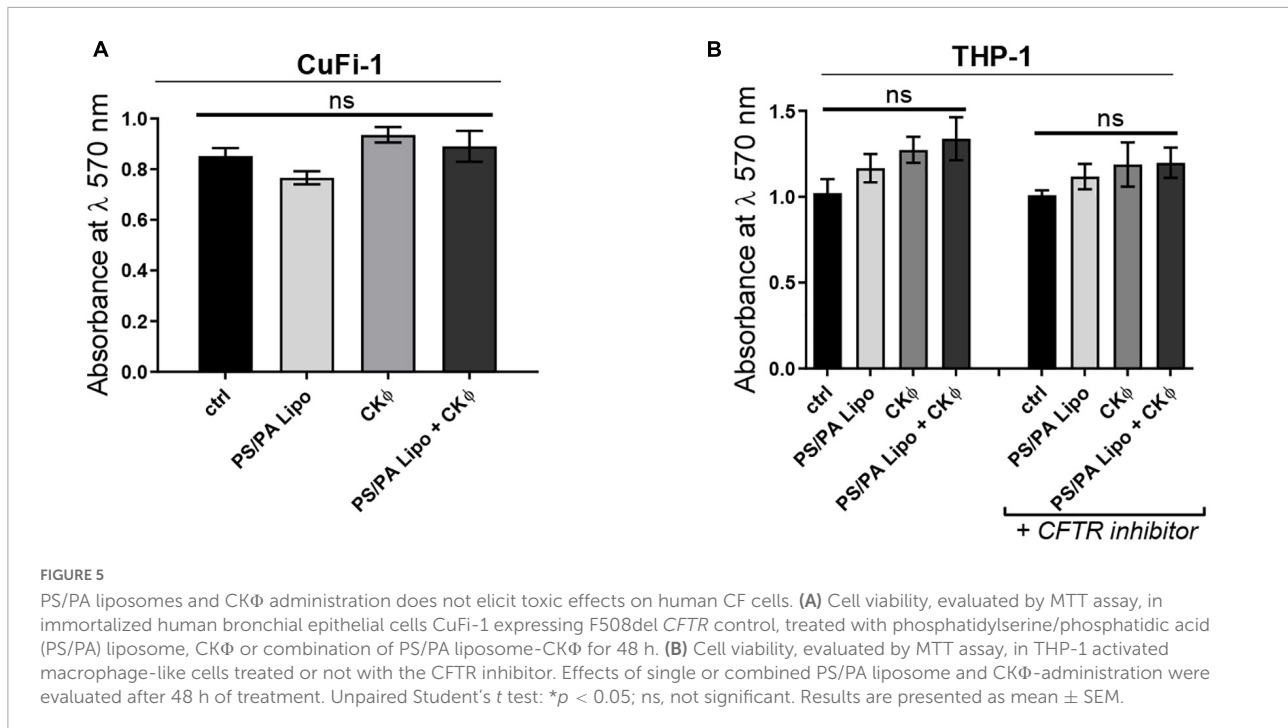 A
CuFi-1
ns
Absorbance at λ 570 nm
1.0
0.8
0.6
0.4
0.2
0.0
ctrl
PS/PA Lipo
CKϕ
PS/PA Lipo + CKϕ
B
THP-1
ns
ns
Absorbance at λ 570 nm
1.5
1.0
0.5
0.0
ctrl
PS/PA Lipo
CKϕ
PS/PA Lipo + CKϕ
ctrl
PS/PA Lipo
CKϕ
PS/PA Lipo + CKϕ
+ CFTR inhibitor
FIGURE 5
PS/PA liposomes and CKΦ administration does not elicit toxic effects on human CF cells. (A) Cell viability, evaluated by MTT assay, in
immortalized human bronchial epithelial cells CuFi-1 expressing F508del CFTR control, treated with phosphatidylserine/phosphatidic acid
(PS/PA) liposome, CKΦ or combination of PS/PA liposome-CKΦ for 48 h. (B) Cell viability, evaluated by MTT assay, in THP-1 activated
macrophage-like cells treated or not with the CFTR inhibitor. Effects of single or combined PS/PA liposome and CKΦ-administration were
evaluated after 48 h of treatment. Unpaired Student's t test: *p < 0.05; ns, not significant. Results are presented as mean ± SEM.